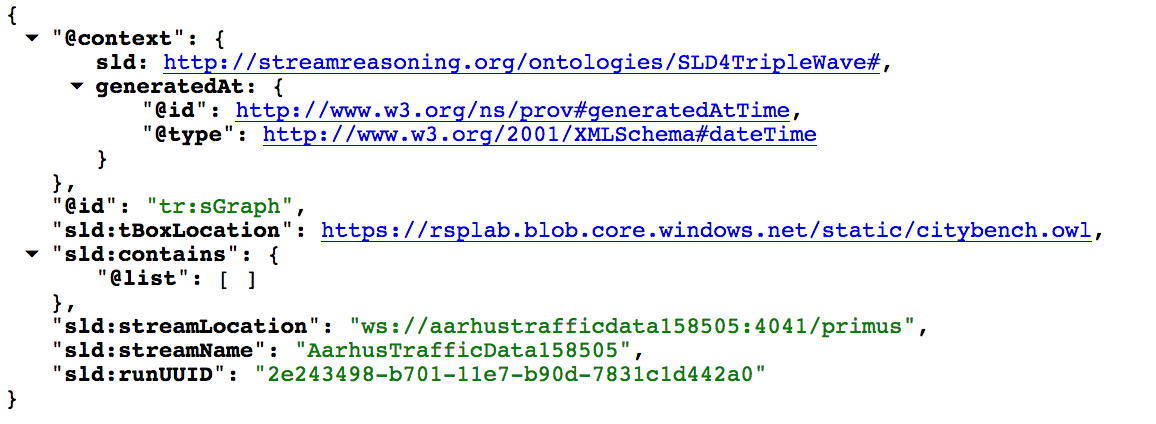 {
"@context": {
sld: http://streamreasoning.org/ontologies/SLD4TripleWave#,
generatedAt: {
"@id": http://www.w3.org/ns/prov#generatedAtTime,
"@type": http://www.w3.org/2001/XMLSchema#dateTime
}
},
"@id": "tr:sGraph",
"sld:tBoxLocation": https://rsplab.blob.core.windows.net/static/citybench.owl,
"sld:contains": {
"@list": [ ]
},
"sld:streamLocation": "ws://aarhustrafficdata158505:4041/primus",
"sld:streamName": "AarhusTrafficData158505",
"sld:runUUID": "2e243498-b701-11e7-b90d-7831c1d442a0"
}